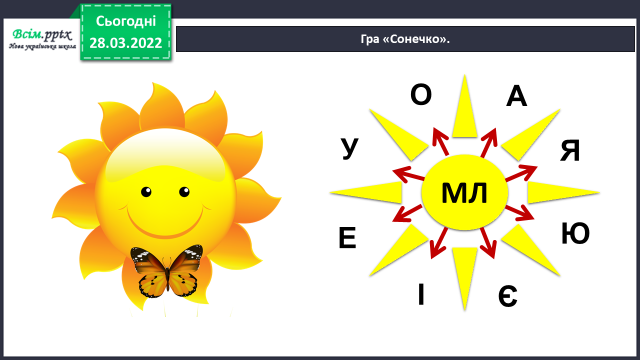 Всім.pptx
Нова українська школа
Сьогодні
28.03.2022
Гра «Сонечко».
О
А
У
Я
МЛ
Е
Ю
І
Є